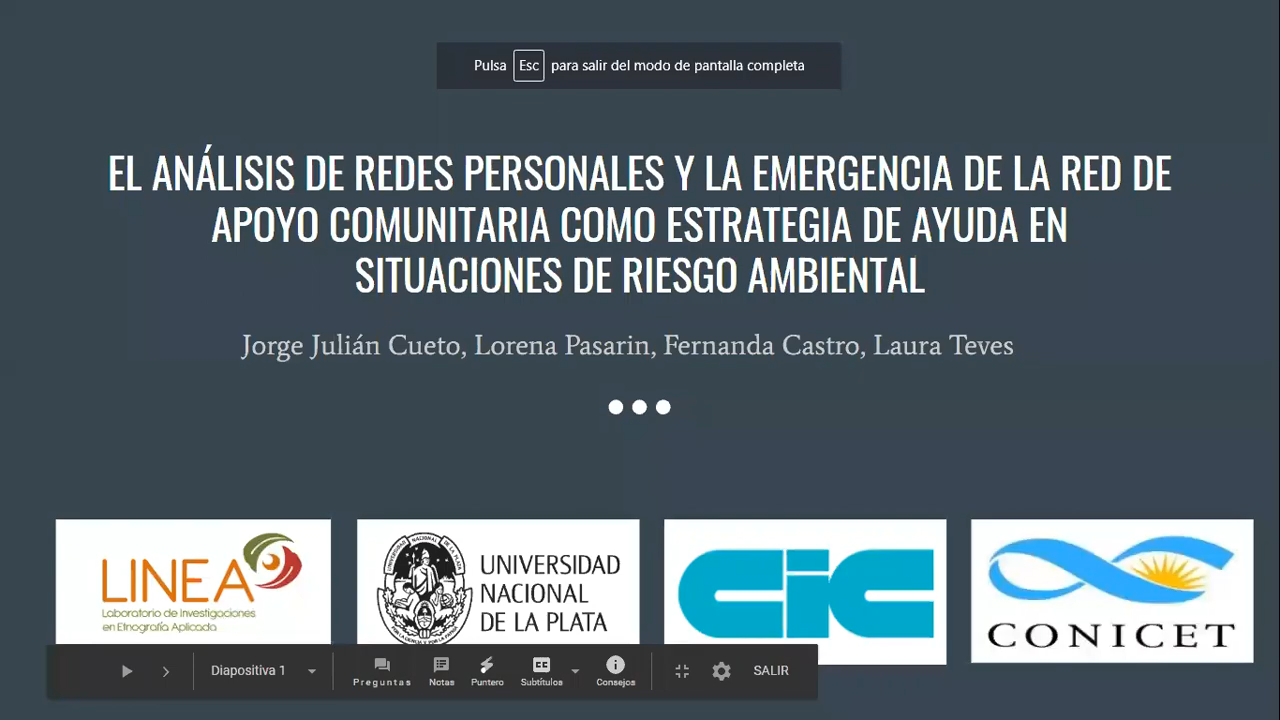 Pulsa Esc para salir del modo de pantalla completa
EL ANÁLISIS DE REDES PERSONALES Y LA EMERGENCIA DE LA RED DE
APOYO COMUNITARIA COMO ESTRATEGIA DE AYUDA EN
SITUACIONES DE RIESGO AMBIENTAL
Jorge Julián Cueto, Lorena Pasarin, Fernanda Castro, Laura Teves
LINEA
Laboratorio de Investigaciones
en Etnografía Aplicada
UNIVERSIDAD
NACIONAL
DE LA PLATA
CIC
CONICET
Diapositiva 1
Preguntas
Notas
Puntero
Subtítulos
Consejos
SALIR